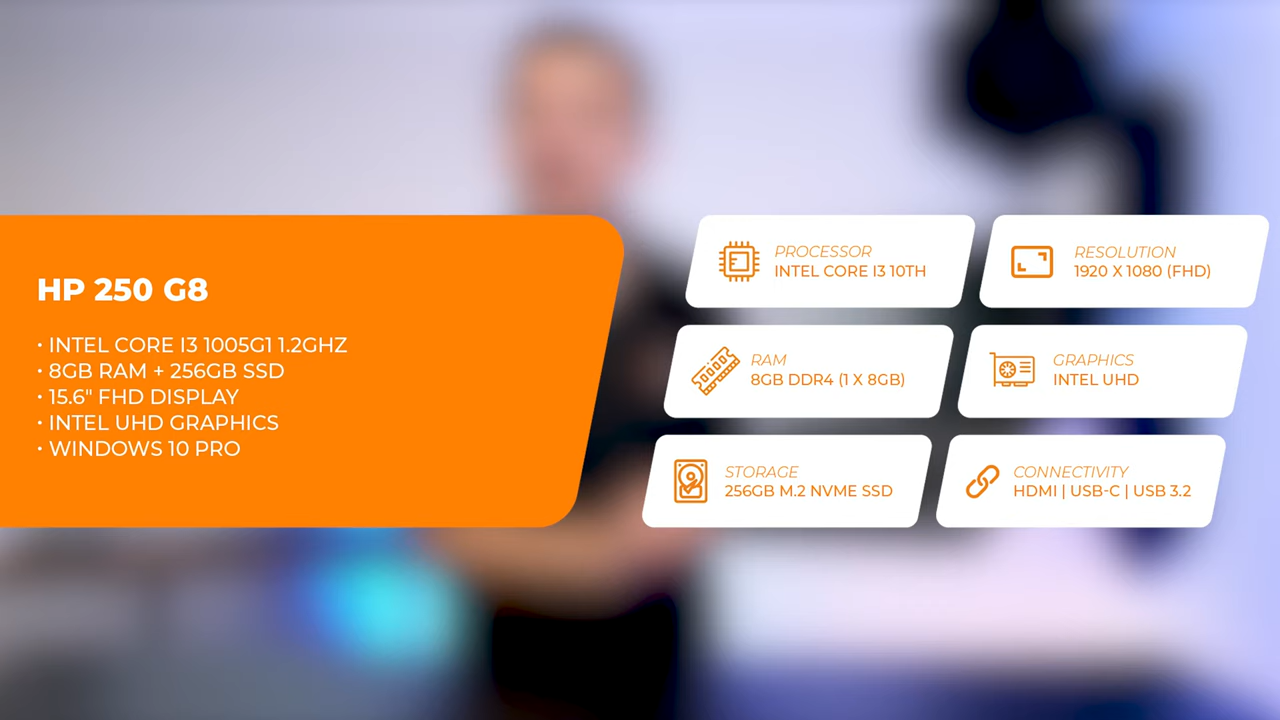 HP 250 G8
• INTEL CORE I3 1005G1 1.2GHZ
• 8GB RAM + 256GB SSD
• 15.6" FHD DISPLAY
• INTEL UHD GRAPHICS
• WINDOWS 10 PRO
PROCESSOR
INTEL CORE I3 10TH
RESOLUTION
1920 X 1080 (FHD)
RAM
8GB DDR4 (1 X 8GB)
GRAPHICS
INTEL UHD
STORAGE
256GB M.2 NVME SSD
CONNECTIVITY
HDMI | USB-C | USB 3.2